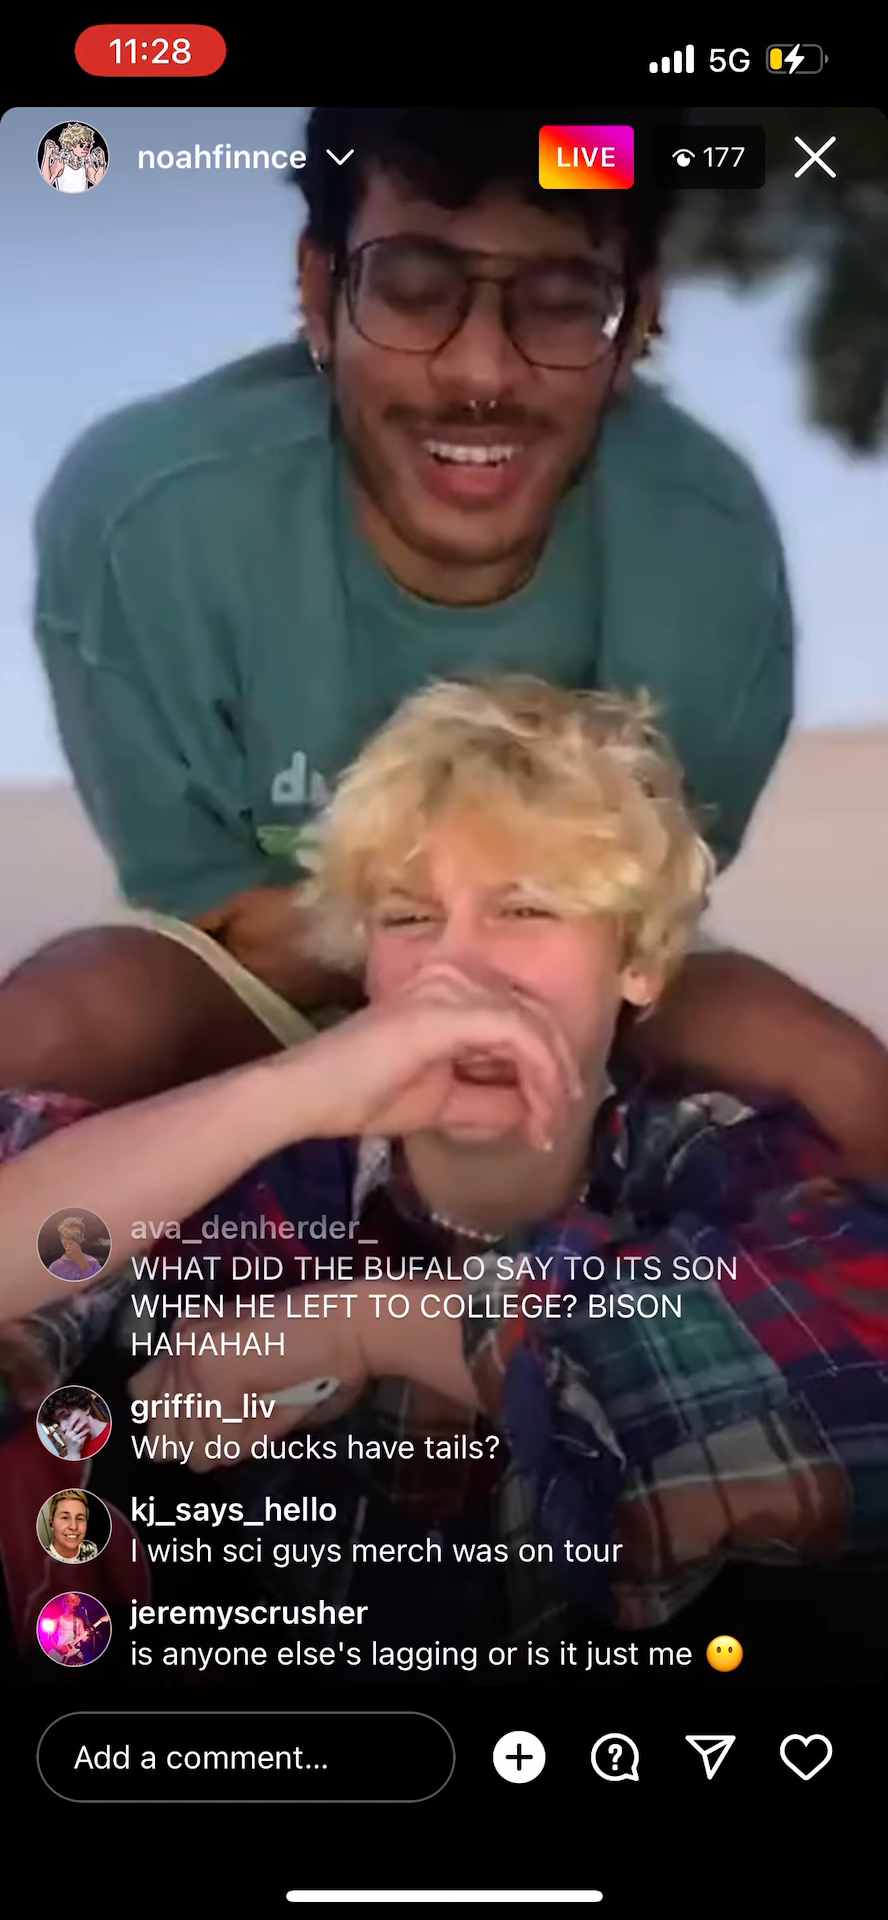 11:28
5G
noahfinnce
LIVE
177
ava_denherder_
WHAT DID THE BUFALO SAY TO ITS SON
WHEN HE LEFT TO COLLEGE? BISON
HAHAHAH
griffin_liv
Why do ducks have tails?
kj_says_hello
I wish sci guys merch was on tour
jeremyscrusher
is anyone else's lagging or is it just me 😶
Add a comment...